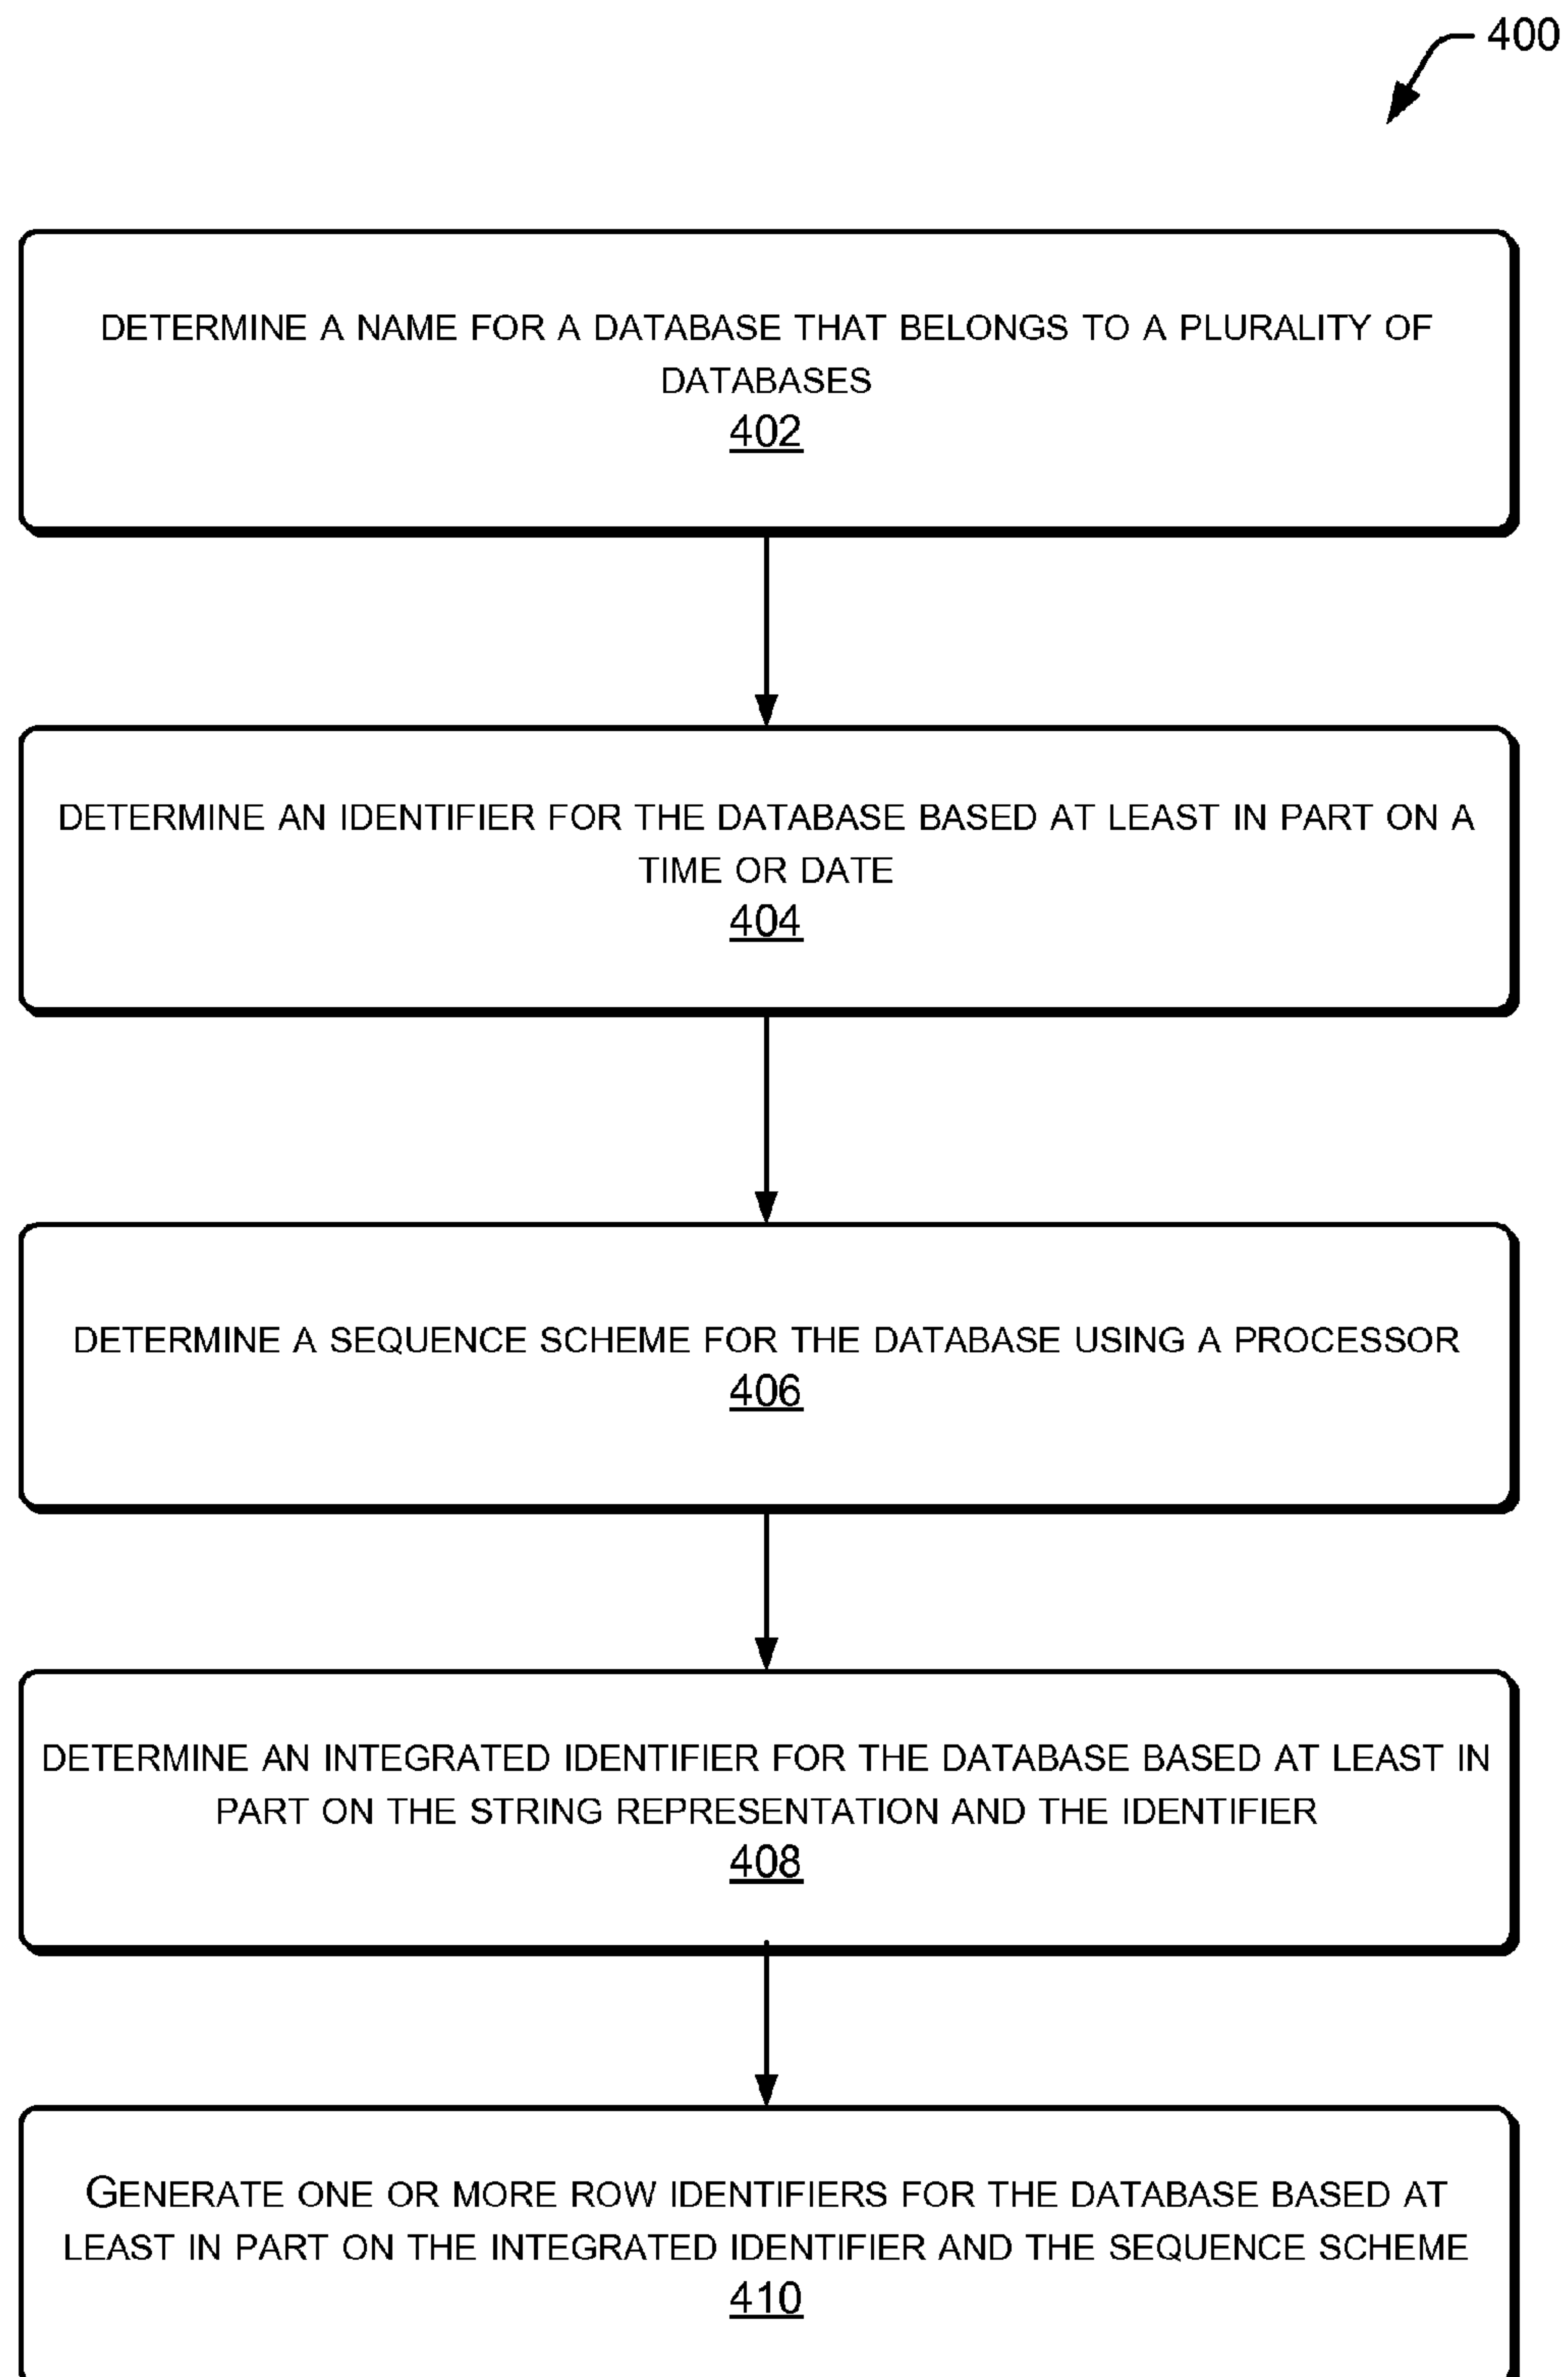 400
DETERMINE A NAME FOR A DATABASE THAT BELONGS TO A PLURALITY OF
DATABASES
402
DETERMINE AN IDENTIFIER FOR THE DATABASE BASED AT LEAST IN PART ON A
TIME OR DATE
404
DETERMINE A SEQUENCE SCHEME FOR THE DATABASE USING A PROCESSOR
406
DETERMINE AN INTEGRATED IDENTIFIER FOR THE DATABASE BASED AT LEAST IN
PART ON THE STRING REPRESENTATION AND THE IDENTIFIER
408
GENERATE ONE OR MORE ROW IDENTIFIERS FOR THE DATABASE BASED AT
LEAST IN PART ON THE INTEGRATED IDENTIFIER AND THE SEQUENCE SCHEME
410